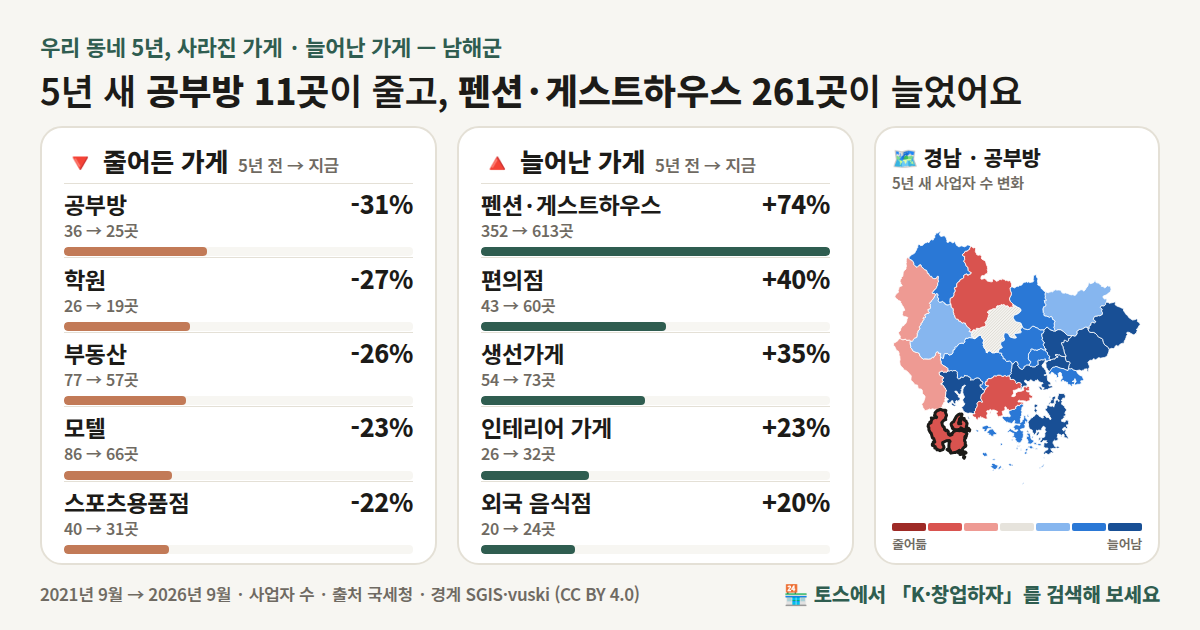 우리 동네 5년, 사라진 가게 · 늘어난 가게 — 남해군
5년 새 공부방 11곳이 줄고, 펜션·게스트하우스 261곳이 늘었어요
🔻 줄어든 가게 5년 전 → 지금
공부방 -31%
36 → 25곳
학원 -27%
26 → 19곳
부동산 -26%
77 → 57곳
모텔 -23%
86 → 66곳
스포츠용품점 -22%
40 → 31곳
🔺 늘어난 가게 5년 전 → 지금
펜션·게스트하우스 +74%
352 → 613곳
편의점 +40%
43 → 60곳
생선가게 +35%
54 → 73곳
인테리어 가게 +23%
26 → 32곳
외국 음식점 +20%
20 → 24곳
🗺️ 경남 · 공부방
5년 새 사업자 수 변화
줄어듦 늘어남
2021년 9월 → 2026년 9월 · 사업자 수 · 출처 국세청 · 경계 SGIS·vuski (CC BY 4.0)
🏪 토스에서 「K·창업하자」를 검색해 보세요